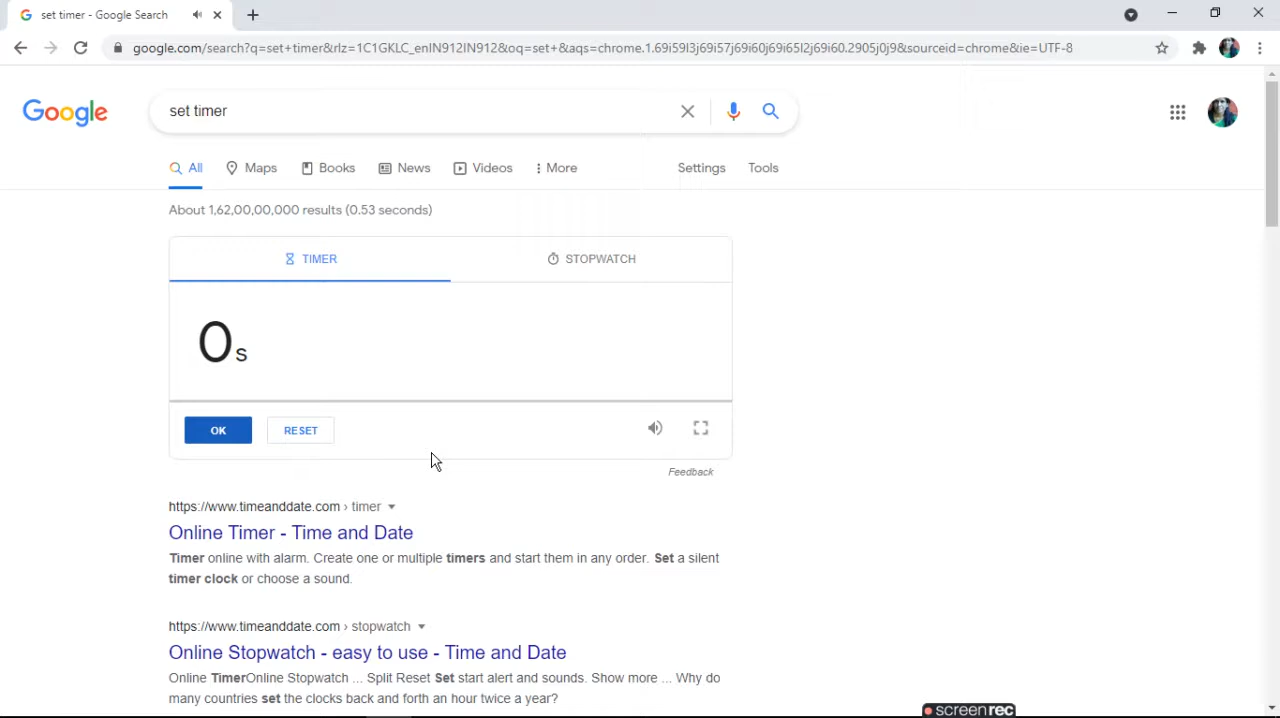 set timer - Google Search
google.com/search?q=set+timer&rlz=1C1GKLC_enIN912IN912&oq=set+&aqs=chrome.1.69i59l3j69i57j69i60j69i65l2j69i60.2905j0j9&sourceid=chrome&ie=UTF-8
Google
set timer
All Maps Books News Videos More Settings Tools
About 1,62,00,00,000 results (0.53 seconds)
TIMER STOPWATCH
0s
OK RESET
Feedback
https://www.timeanddate.com › timer
Online Timer - Time and Date
Timer online with alarm. Create one or multiple timers and start them in any order. Set a silent
timer clock or choose a sound.
https://www.timeanddate.com › stopwatch
Online Stopwatch - easy to use - Time and Date
Online TimerOnline Stopwatch ... Split Reset Set start alert and sounds. Show more ... Why do
many countries set the clocks back and forth an hour twice a year?
screenrec